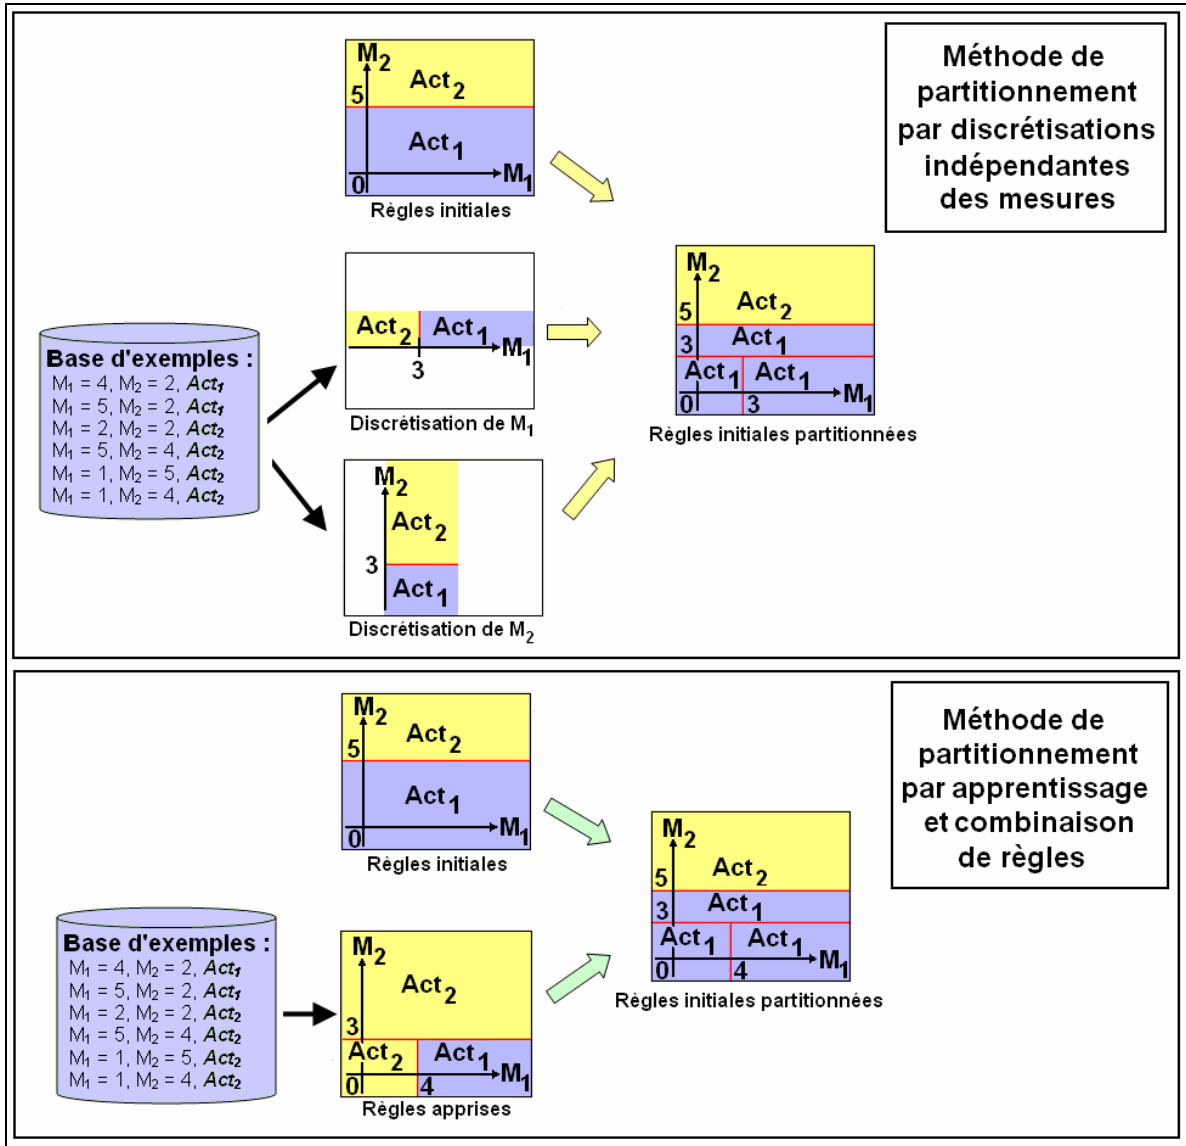 Méthode de
partitionnement
par discrétisations
indépendantes
des mesures
M2
Act2
5
Act1
0
M1
Règles initiales
Base d'exemples :
M1 = 4, M2 = 2, Act1
M1 = 5, M2 = 2, Act1
M1 = 2, M2 = 2, Act2
M1 = 5, M2 = 4, Act2
M1 = 1, M2 = 5, Act2
M1 = 1, M2 = 4, Act2
Act2 Act1
M1
3
Discrétisation de M1
M2
Act2
3
Act1
Discrétisation de M2
M2
5 Act2
3 Act1
Act1 Act1
0 3 M1
Règles initiales partitionnées
Méthode de
partitionnement
par apprentissage
et combinaison
de règles
M2
Act2
5
Act1
0
M1
Règles initiales
Base d'exemples :
M1 = 4, M2 = 2, Act1
M1 = 5, M2 = 2, Act1
M1 = 2, M2 = 2, Act2
M1 = 5, M2 = 4, Act2
M1 = 1, M2 = 5, Act2
M1 = 1, M2 = 4, Act2
M2
Act2
3
Act2 Act1
0 4 M1
Règles apprises
M2
5 Act2
3 Act1
Act1 Act1
0 4 M1
Règles initiales partitionnées